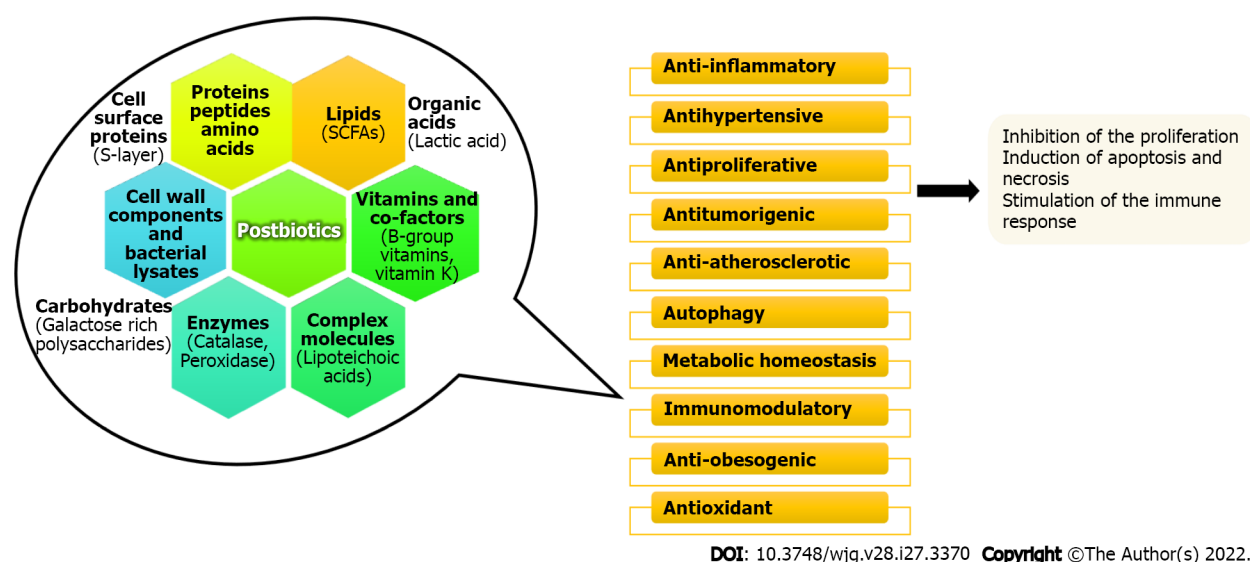 Cell
surface
proteins
(S-layer)
Proteins
peptides
amino
acids
Lipids
(SCFAs)
Organic
acids
(Lactic acid)
Cell wall
components
and
bacterial
lysates
Postbiotics
Vitamins and
co-factors
(B-group
vitamins,
vitamin K)
Carbohydrates
(Galactose rich
polysaccharides)
Enzymes
(Catalase,
Peroxidase)
Complex
molecules
(Lipoteichoic
acids)
Anti-inflammatory
Antihypertensive
Antiproliferative
Antitumorigenic
Anti-atherosclerotic
Autophagy
Metabolic homeostasis
Immunomodulatory
Anti-obesogenic
Antioxidant
Inhibition of the proliferation
Induction of apoptosis and
necrosis
Stimulation of the immune
response
DOI: 10.3748/wjg.v28.i27.3370 Copyright ©The Author(s) 2022.